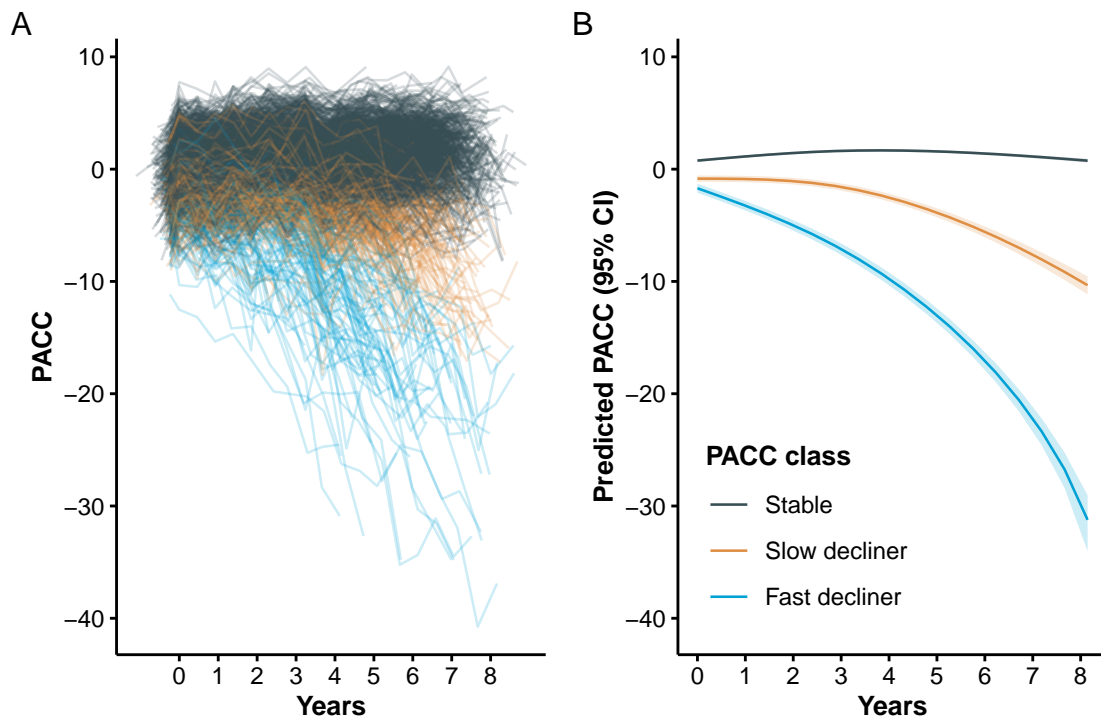 A
PACC
10
0
−10
−20
−30
−40
0 1 2 3 4 5 6 7 8
Years
B
Predicted PACC (95% CI)
10
0
−10
−20
−30
−40
PACC class
Stable
Slow decliner
Fast decliner
0 1 2 3 4 5 6 7 8
Years